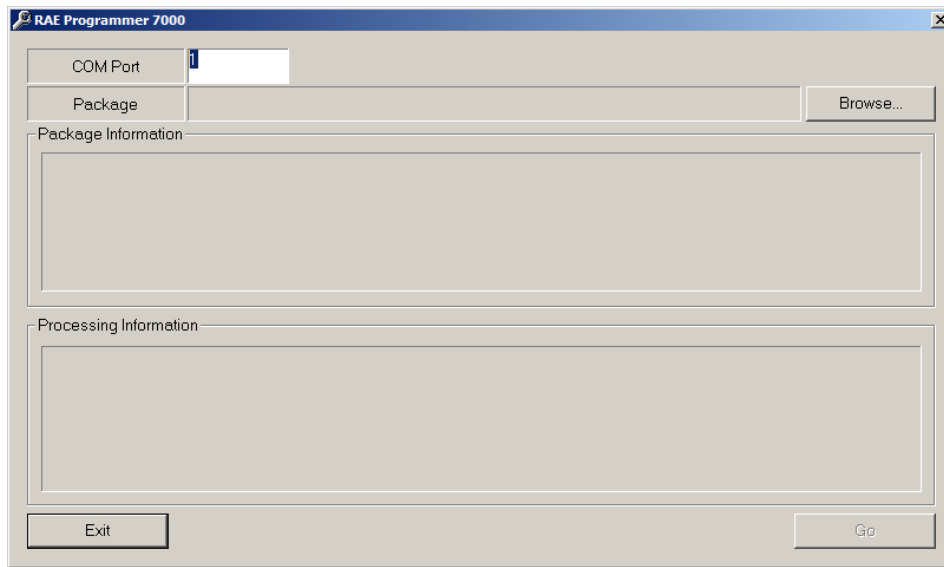 RAE Programmer 7000
COM Port
1
Package
Browse...
Package Information
Processing Information
Exit
Go